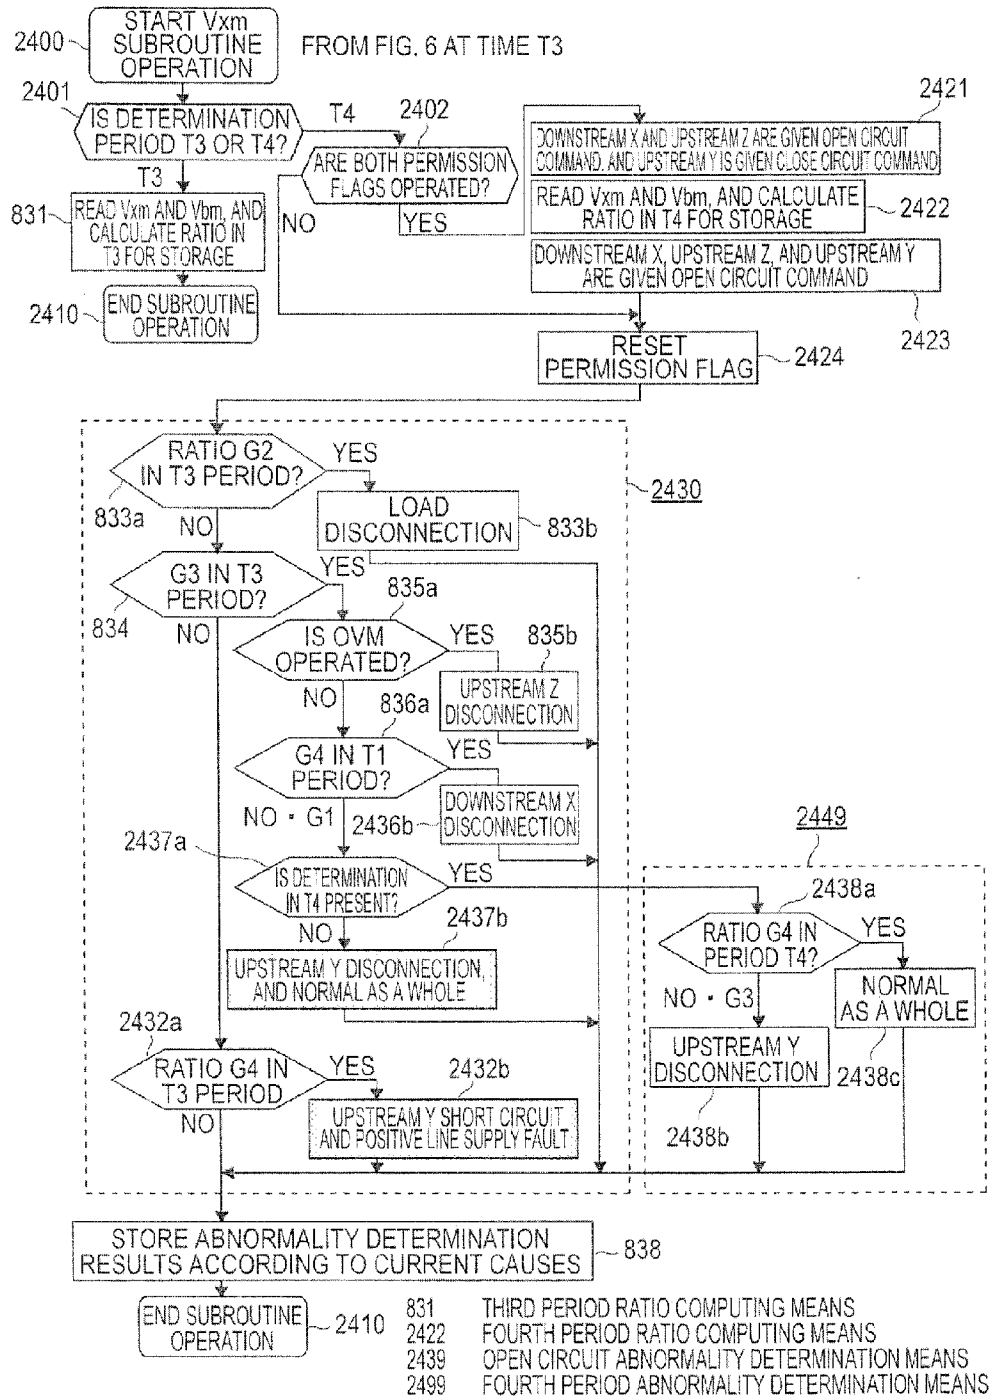 START Vxm
SUBROUTINE
OPERATION
2400
FROM FIG. 6 AT TIME T3
2401
IS DETERMINATION
PERIOD T3 OR T4?
T4
2402
T3
ARE BOTH PERMISSION
FLAGS OPERATED?
NO
YES
2421
DOWNSTREAM X AND UPSTREAM Z ARE GIVEN OPEN CIRCUIT
COMMAND, AND UPSTREAM Y IS GIVEN CLOSE CIRCUIT COMMAND
831
READ Vxm AND Vbm, AND
CALCULATE RATIO IN
T3 FOR STORAGE
READ Vxm AND Vbm, AND CALCULATE
RATIO IN T4 FOR STORAGE
2422
DOWNSTREAM X, UPSTREAM Z, AND UPSTREAM Y
ARE GIVEN OPEN CIRCUIT COMMAND
2423
2410
END SUBROUTINE
OPERATION
RESET
PERMISSION FLAG
2424
RATIO G2
IN T3 PERIOD?
YES
833a
NO
LOAD
DISCONNECTION
833b
2430
G3 IN T3
PERIOD?
YES
834
NO
835a
IS OVM
OPERATED?
YES
NO
835b
UPSTREAM Z
DISCONNECTION
836a
G4 IN T1
PERIOD?
YES
NO · G1
2436b
DOWNSTREAM X
DISCONNECTION
2437a
IS DETERMINATION
IN T4 PRESENT?
YES
NO
2437b
UPSTREAM Y DISCONNECTION,
AND NORMAL AS A WHOLE
2449
2438a
RATIO G4 IN
PERIOD T4?
YES
NO · G3
NORMAL
AS A WHOLE
2438c
UPSTREAM Y
DISCONNECTION
2438b
2432a
RATIO G4 IN
T3 PERIOD
YES
NO
2432b
UPSTREAM Y SHORT CIRCUIT
AND POSITIVE LINE SUPPLY FAULT
STORE ABNORMALITY DETERMINATION
RESULTS ACCORDING TO CURRENT CAUSES
838
END SUBROUTINE
OPERATION
2410
831 THIRD PERIOD RATIO COMPUTING MEANS
2422 FOURTH PERIOD RATIO COMPUTING MEANS
2439 OPEN CIRCUIT ABNORMALITY DETERMINATION MEANS
2499 FOURTH PERIOD ABNORMALITY DETERMINATION MEANS